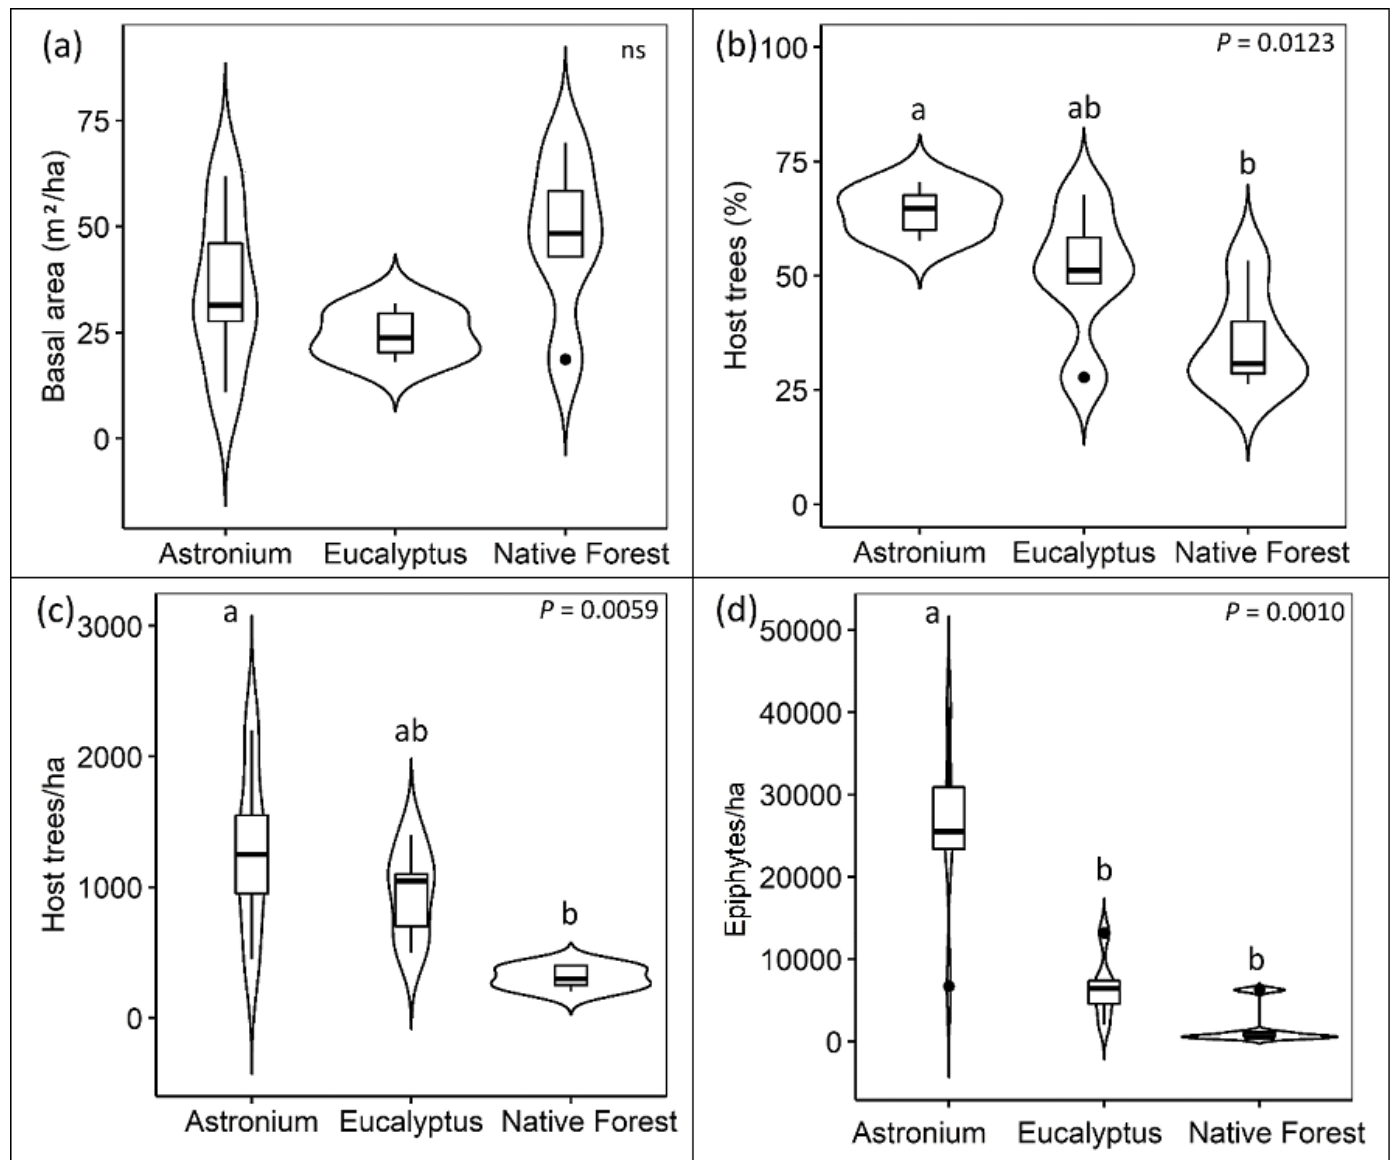 (a)
ns
75
50
25
0
Basal area (m²/ha)
Astronium Eucalyptus Native Forest
(b)
P = 0.0123
100
75
50
25
0
Host trees (%)
a
ab
b
Astronium Eucalyptus Native Forest
(c)
P = 0.0059
3000
2000
1000
0
Host trees/ha
a
ab
b
Astronium Eucalyptus Native Forest
(d)
P = 0.0010
50000
40000
30000
20000
10000
0
Epiphytes/ha
a
b
b
Astronium Eucalyptus Native Forest